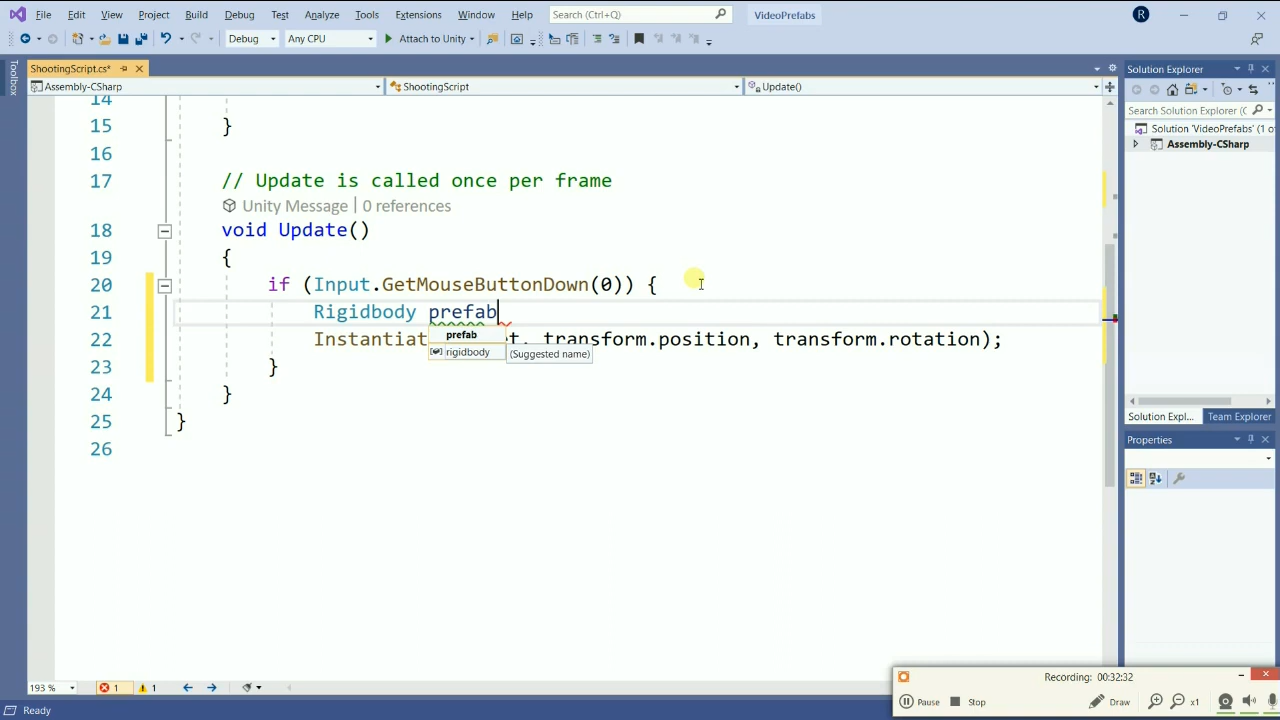 File Edit View Project Build Debug Test Analyze Tools Extensions Window Help Search (Ctrl+Q) VideoPrefabs R
Debug Any CPU Attach to Unity
Toolbox
ShootingScript.cs*
Assembly-CSharp ShootingScript Update()
14
15 }
16
17 // Update is called once per frame
Unity Message | 0 references
18 void Update()
19 {
20 if (Input.GetMouseButtonDown(0)) {
21 Rigidbody prefab
22 Instantiat t, transform.position, transform.rotation);
prefab
rigidbody (Suggested name)
23 }
24 }
25 }
26
Solution Explorer
Search Solution Explorer (C
Solution 'VideoPrefabs' (1 o
Assembly-CSharp
Solution Expl... Team Explorer
Properties
193 % 1 1
Ready
Recording: 00:32:32
Pause Stop Draw x1